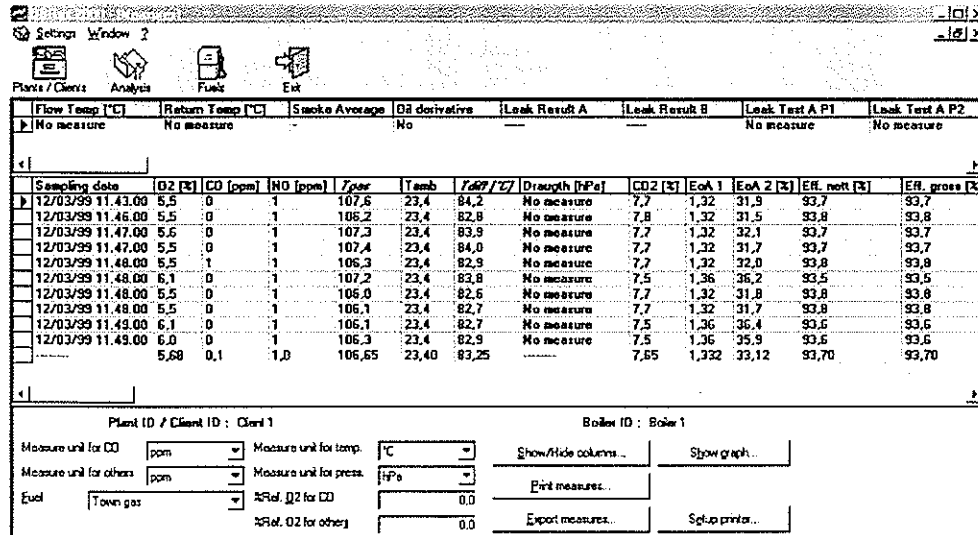 Settings Window ?
Plants / Clients Analysis Fuels Exit
Flow Temp [°C] Return Temp [°C] Smoke Average Oil derivative Leak Result A Leak Result B Leak Test A P1 Leak Test A P2
No measure No measure - No ---- ---- No measure No measure
Sampling date O2 [%] CO [ppm] NO [ppm] Tgas Tamb Tdiff [°C] Draugth [hPa] CO2 [%] EoA 1 EoA 2 [%] Eff. nett [%] Eff. gross [%
12/03/99 11.43.00 5,5 0 1 107,6 23,4 84,2 No measure 7,7 1,32 31,9 93,7 93,7
12/03/99 11.46.00 5,5 0 1 106,2 23,4 82,8 No measure 7,8 1,32 31,5 93,8 93,8
12/03/99 11.47.00 5,6 0 1 107,3 23,4 83,9 No measure 7,7 1,32 32,1 93,7 93,7
12/03/99 11.47.00 5,5 0 1 107,4 23,4 84,0 No measure 7,7 1,32 31,7 93,7 93,7
12/03/99 11.48.00 5,5 1 1 106,3 23,4 82,9 No measure 7,7 1,32 32,0 93,8 93,8
12/03/99 11.48.00 6,1 0 1 107,2 23,4 83,8 No measure 7,5 1,36 36,2 93,5 93,5
12/03/99 11.48.00 5,5 0 1 106,0 23,4 82,6 No measure 7,7 1,32 31,8 93,8 93,8
12/03/99 11.48.00 5,5 0 1 106,1 23,4 82,7 No measure 7,7 1,32 31,7 93,8 93,8
12/03/99 11.49.00 6,1 0 1 106,1 23,4 82,7 No measure 7,5 1,36 36,4 93,6 93,6
12/03/99 11.49.00 6,0 0 1 106,3 23,4 82,9 No measure 7,5 1,36 35,9 93,6 93,6
-------- 5,68 0,1 1,0 106,65 23,40 83,25 -------- 7,65 1,332 33,12 93,70 93,70
Plant ID / Client ID : Client 1 Boiler ID : Boiler 1
Measure unit for CO ppm Measure unit for temp. °C Show/Hide columns... Show graph...
Measure unit for others ppm Measure unit for press. hPa Print measures...
Fuel Town gas %Ref. O2 for CO 0,0
%Ref. O2 for others 0,0 Export measures... Setup printer...